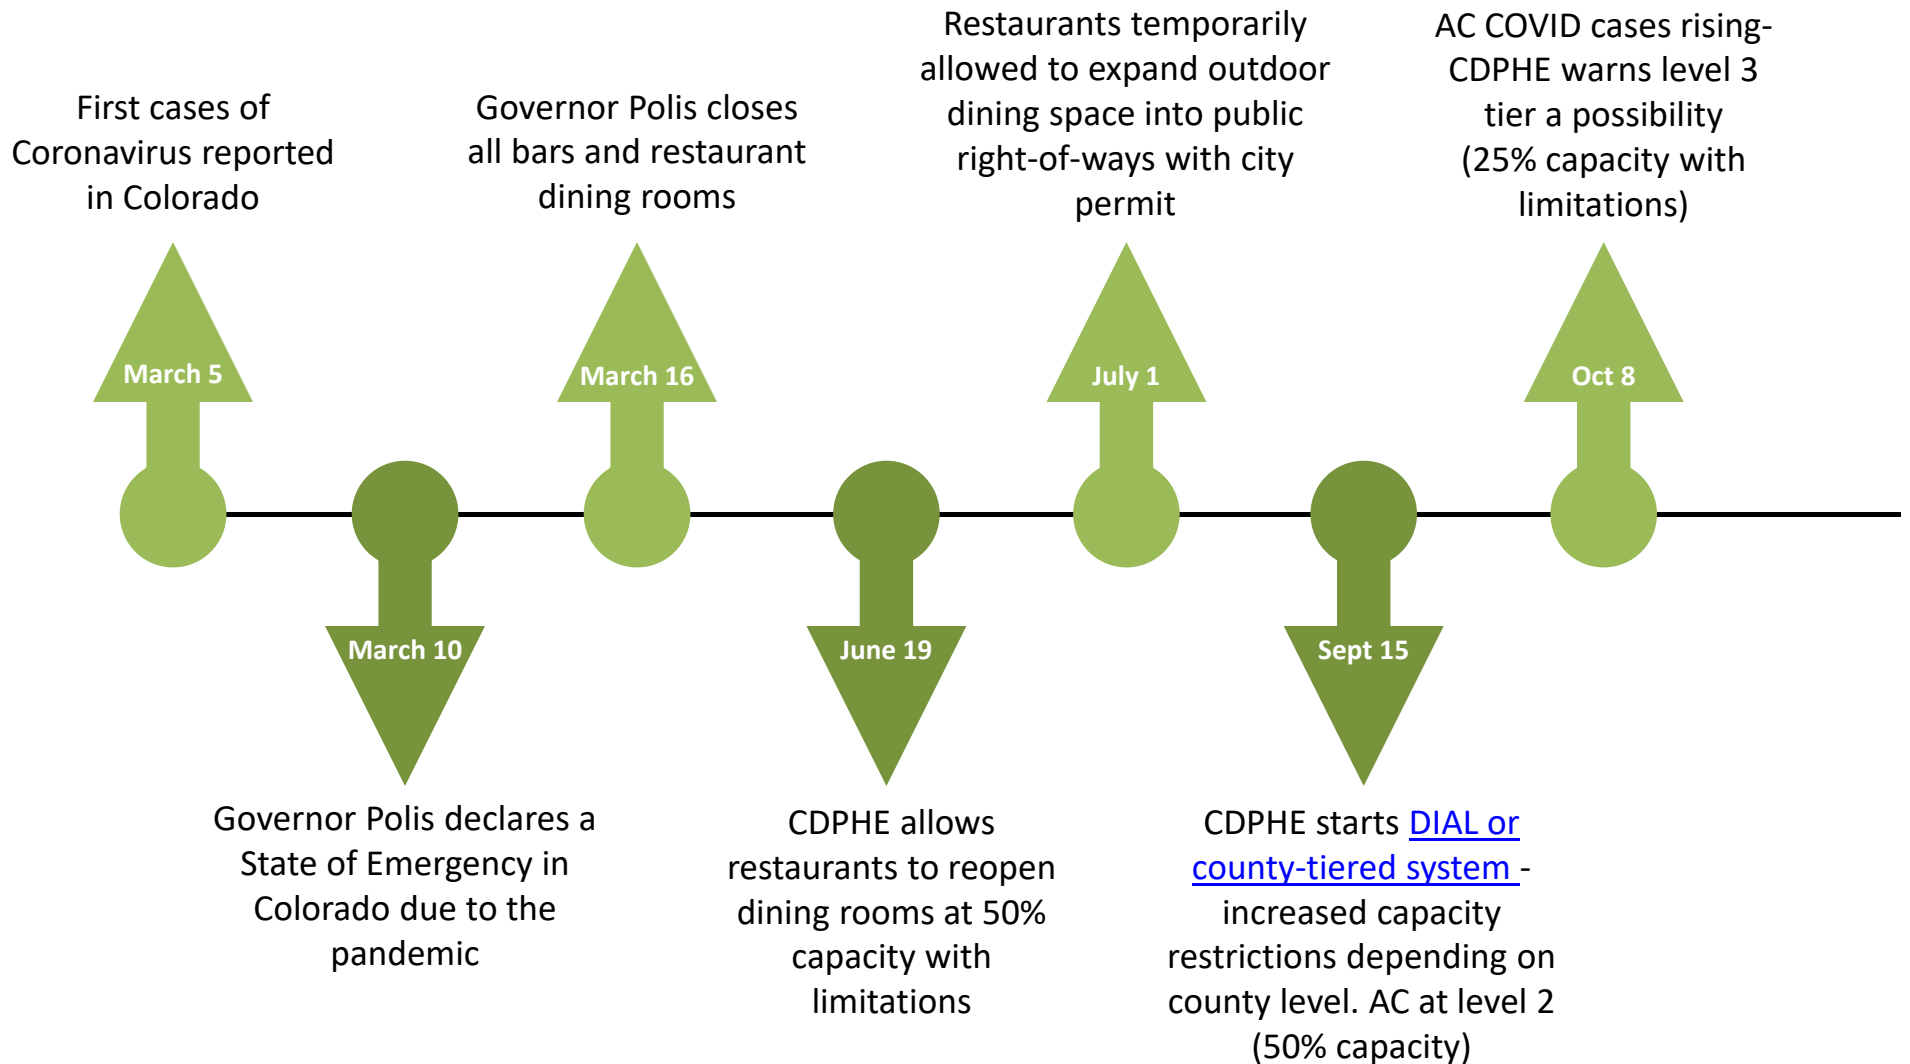 First cases of
Coronavirus reported
in Colorado
March 5
Governor Polis declares a
State of Emergency in
Colorado due to the
pandemic
March 10
Governor Polis closes
all bars and restaurant
dining rooms
March 16
CDPHE allows
restaurants to reopen
dining rooms at 50%
capacity with
limitations
June 19
Restaurants temporarily
allowed to expand outdoor
dining space into public
right-of-ways with city
permit
July 1
CDPHE starts DIAL or
county-tiered system -
increased capacity
restrictions depending on
county level. AC at level 2
(50% capacity)
Sept 15
AC COVID cases rising-
CDPHE warns level 3
tier a possibility
(25% capacity with
limitations)
Oct 8